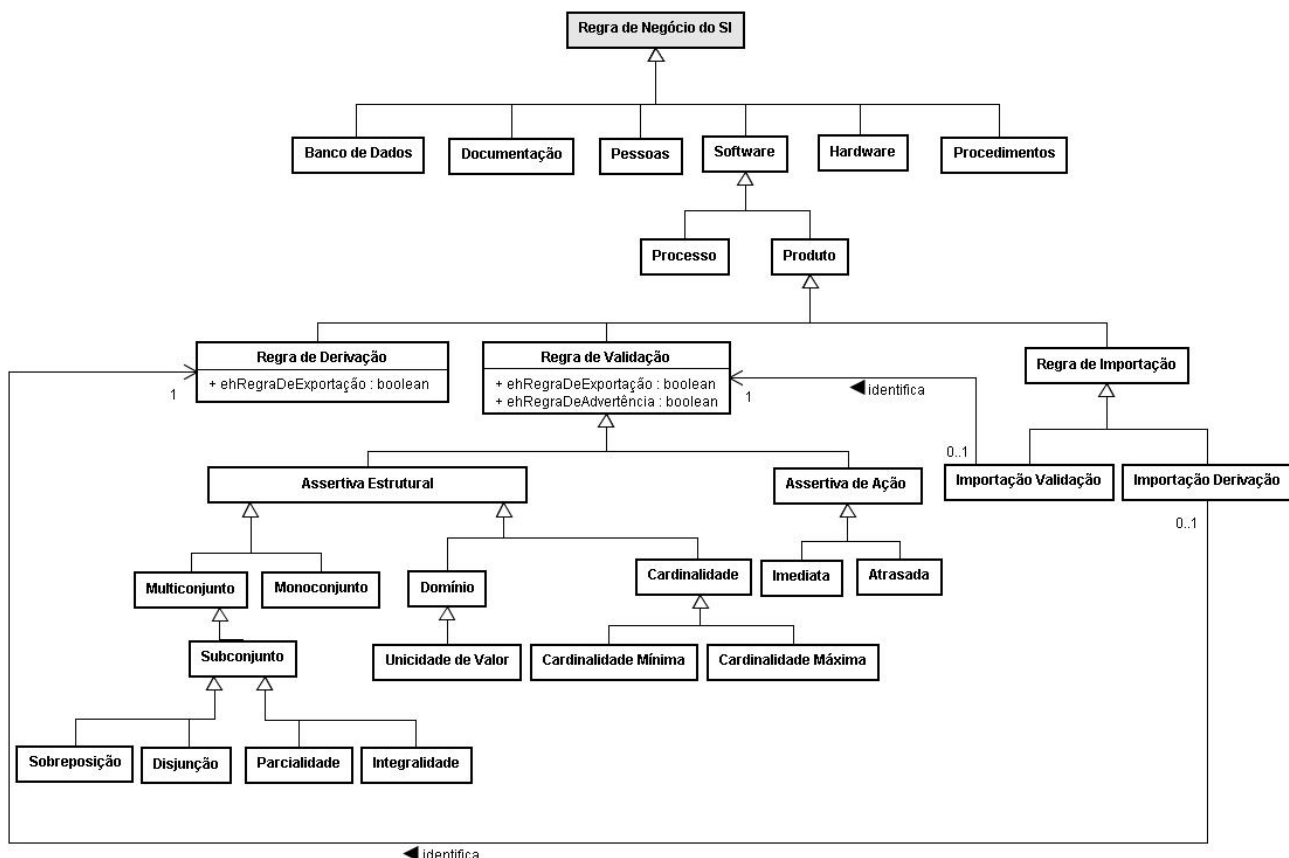 Regra de Negócio do SI
Banco de Dados
Documentação
Pessoas
Software
Hardware
Procedimentos
Processo
Produto
Regra de Derivação
+ ehRegraDeExportação : boolean
Regra de Validação
+ ehRegraDeExportação : boolean
+ ehRegraDeAdvertência : boolean
Regra de Importação
1
1
identifica
0..1
Assertiva Estrutural
Assertiva de Ação
Importação Validação
Importação Derivação
0..1
Multiconjunto
Monoconjunto
Domínio
Cardinalidade
Imediata
Atrasada
Subconjunto
Unicidade de Valor
Cardinalidade Mínima
Cardinalidade Máxima
Sobreposição
Disjunção
Parcialidade
Integralidade
identifica